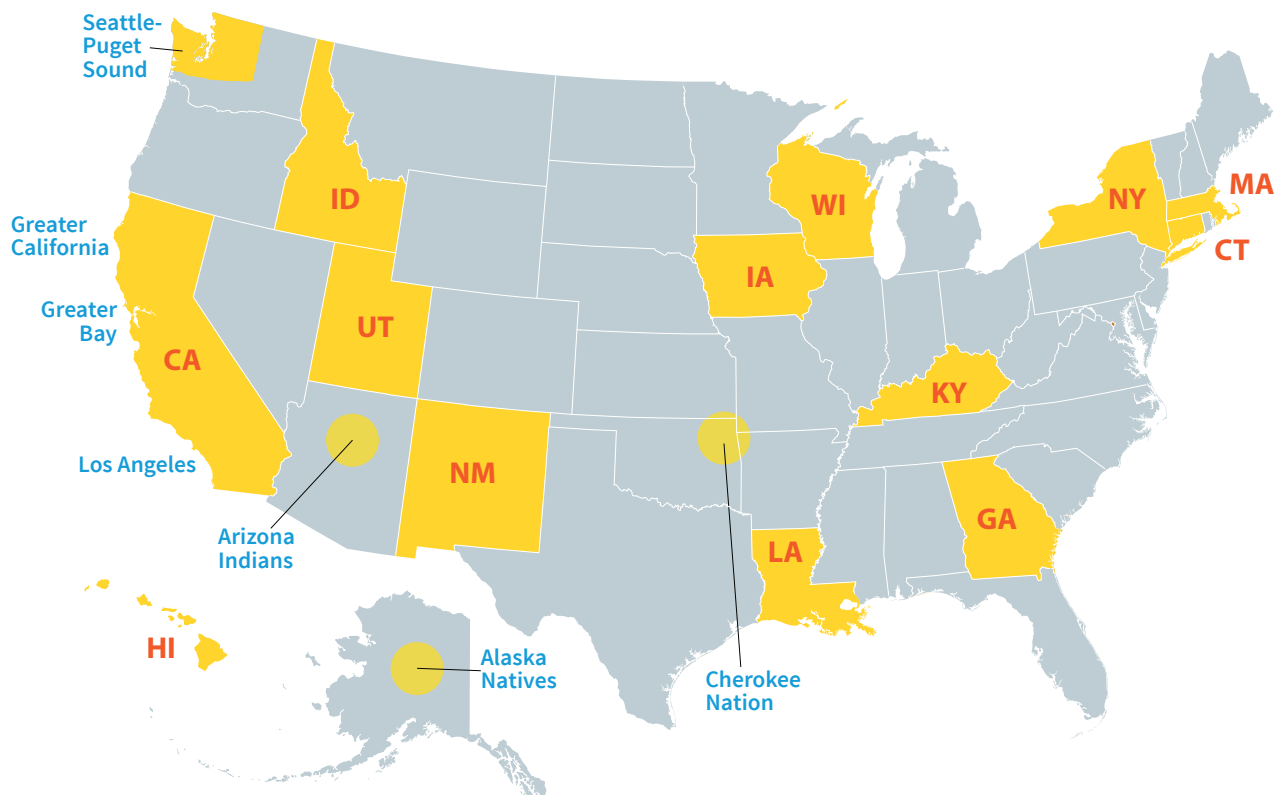 Seattle-
Puget
Sound
ID
WI
NY
MA
CT
Greater
California
IA
Greater
Bay
UT
CA
KY
Los Angeles
NM
GA
Arizona
Indians
LA
HI
Alaska
Natives
Cherokee
Nation